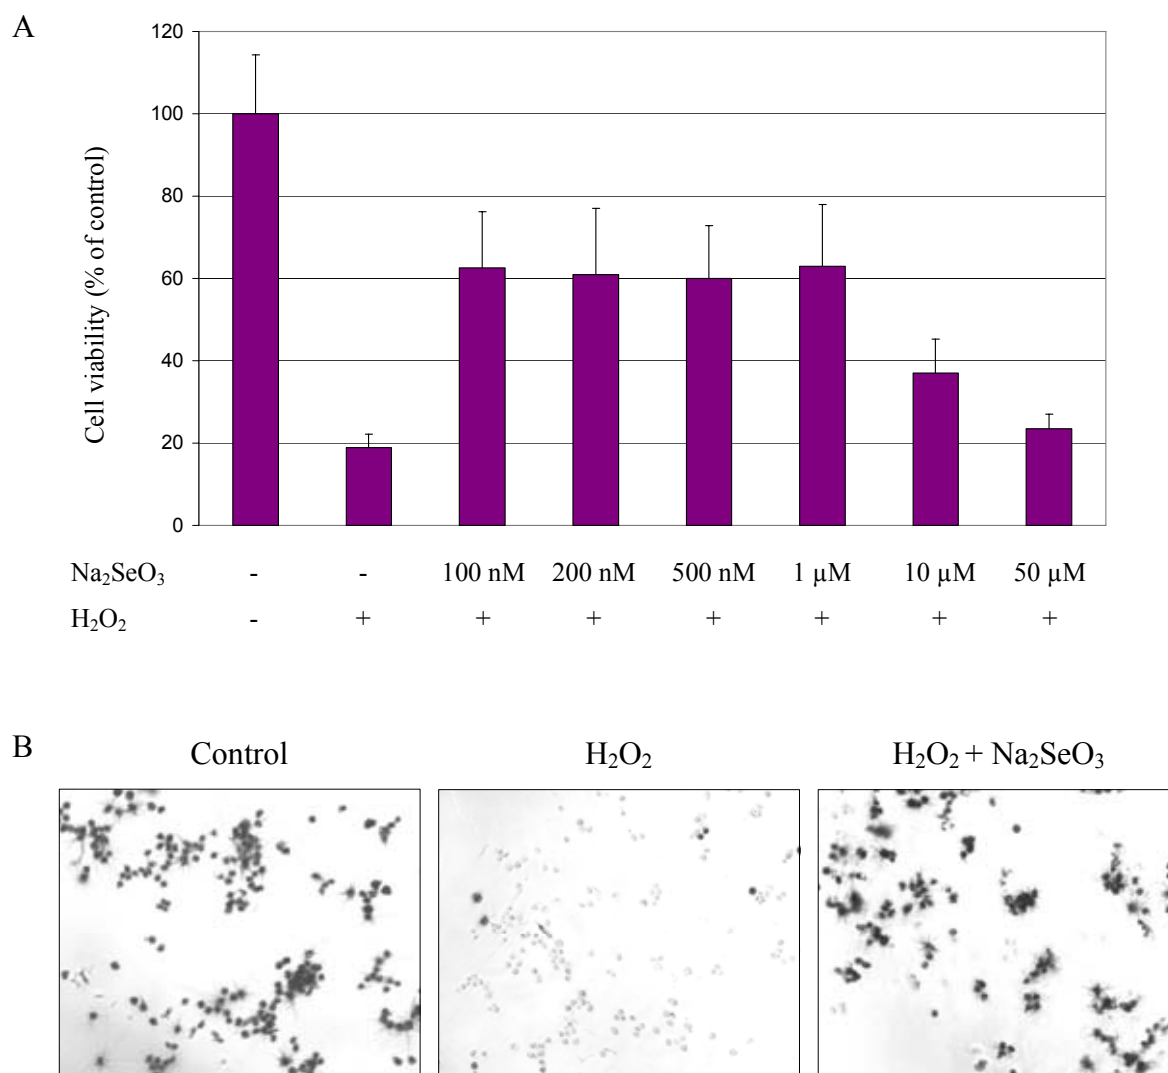 A
120
100
80
60
40
20
0
Cell viability (% of control)
Na₂SeO₃ - - 100 nM 200 nM 500 nM 1 µM 10 µM 50 µM
H₂O₂ - + + + + + + +
B
Control H₂O₂ H₂O₂ + Na₂SeO₃